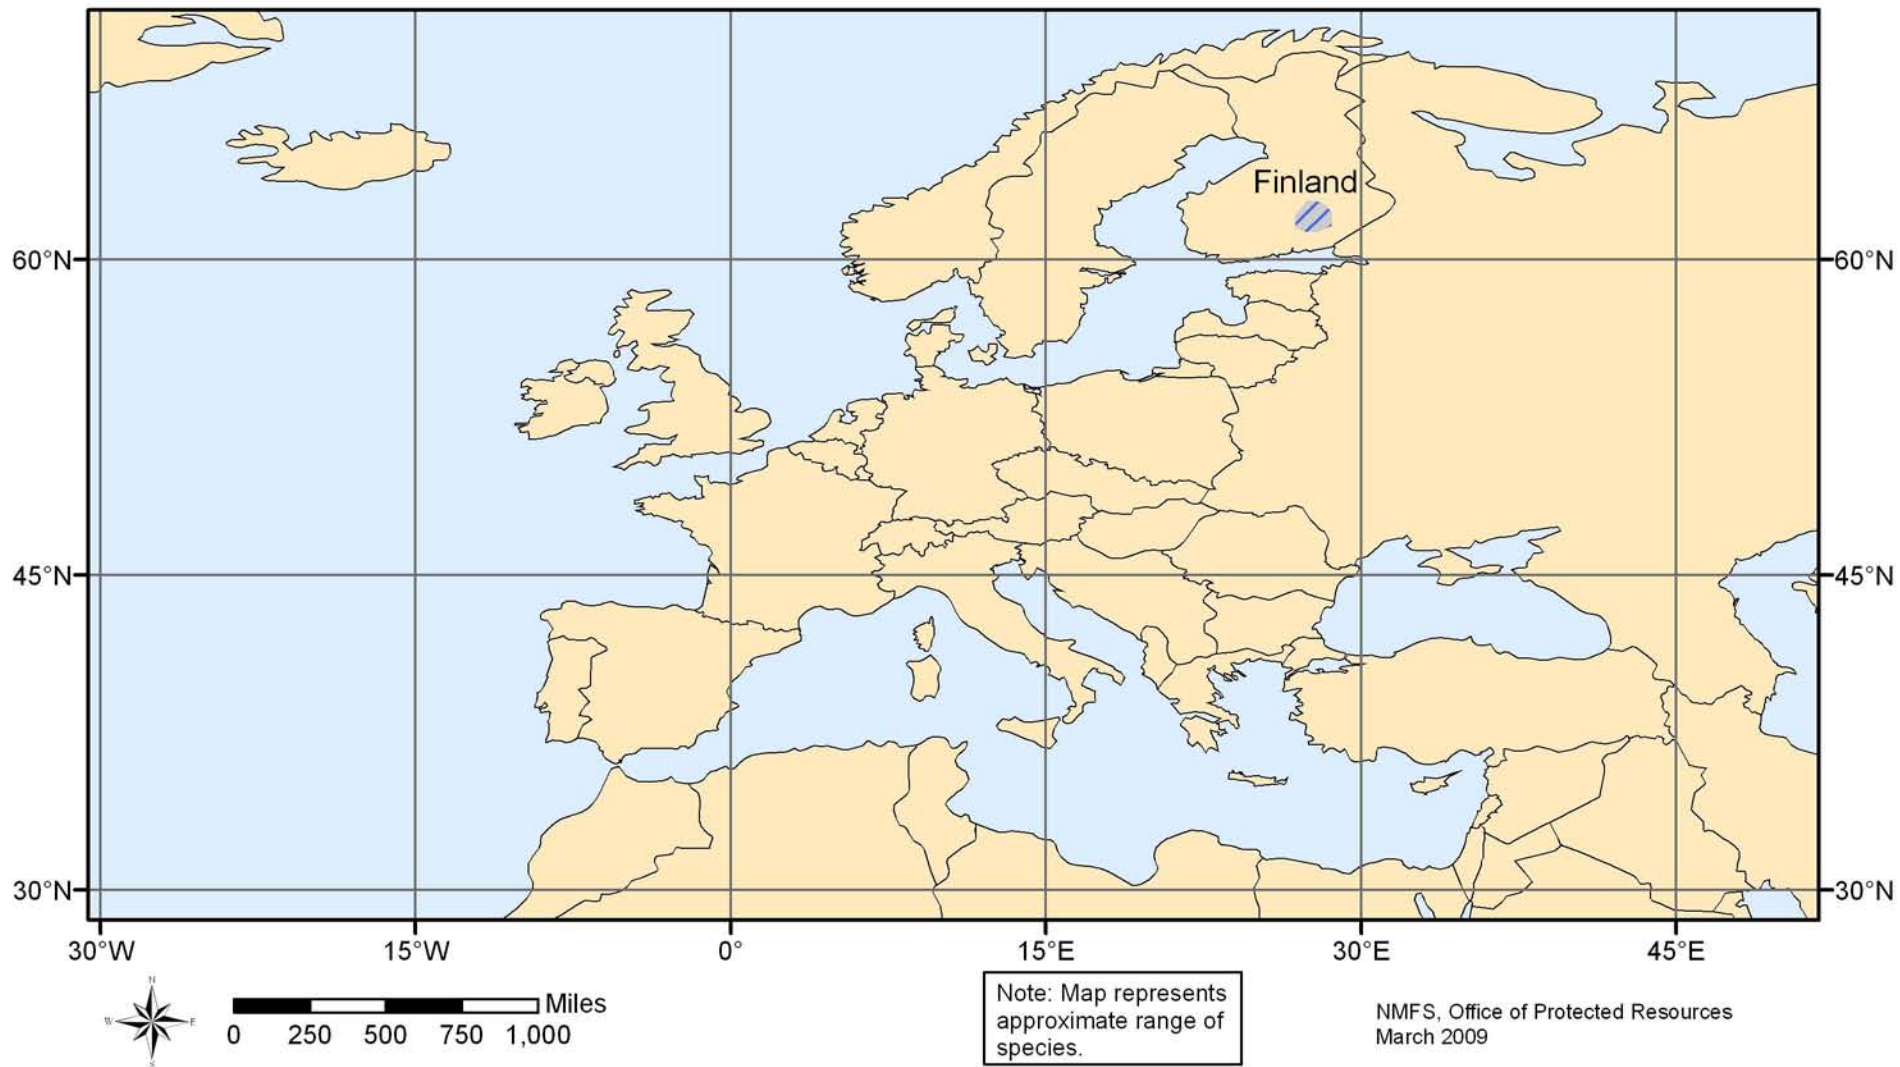 Finland
60°N
60°N
45°N
45°N
30°N
30°N
30°W
15°W
0°
15°E
30°E
45°E
N
W
E
S
Miles
0
250
500
750
1,000
Note: Map represents
approximate range of
species.
NMFS, Office of Protected Resources
March 2009